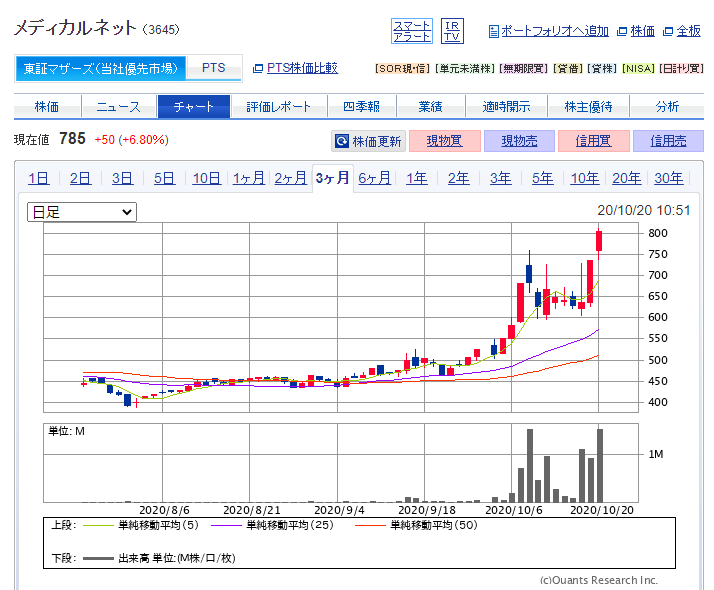 メディカルネット (3645)
スマート
アラート
IR
TV
ポートフォリオへ追加 株価 全板
東証マザーズ(当社優先市場) PTS PTS株価比較
[SOR現・信] [単元未満株] [無期限寛] [貸借] [貸株] [NISA] [日計り寛]
株価 ニュース チャート 評価レポート 四季報 業績 適時開示 株主優待 分析
現在値 785 +50 (+6.80%) 株価更新 現物買 現物売 信用買 信用売
1日 2日 3日 5日 10日 1ヶ月 2ヶ月 3ヶ月 6ヶ月 1年 2年 3年 5年 10年 20年 30年
日足
20/10/20 10:51
800
750
700
650
600
550
500
450
400
単位: M
1M
2020/8/6 2020/8/21 2020/9/4 2020/9/18 2020/10/6 2020/10/20
上段: 単純移動平均(5) 単純移動平均(25) 単純移動平均(50)
下段: 出来高 単位:(M株/口/枚)
(c)Quants Research Inc.